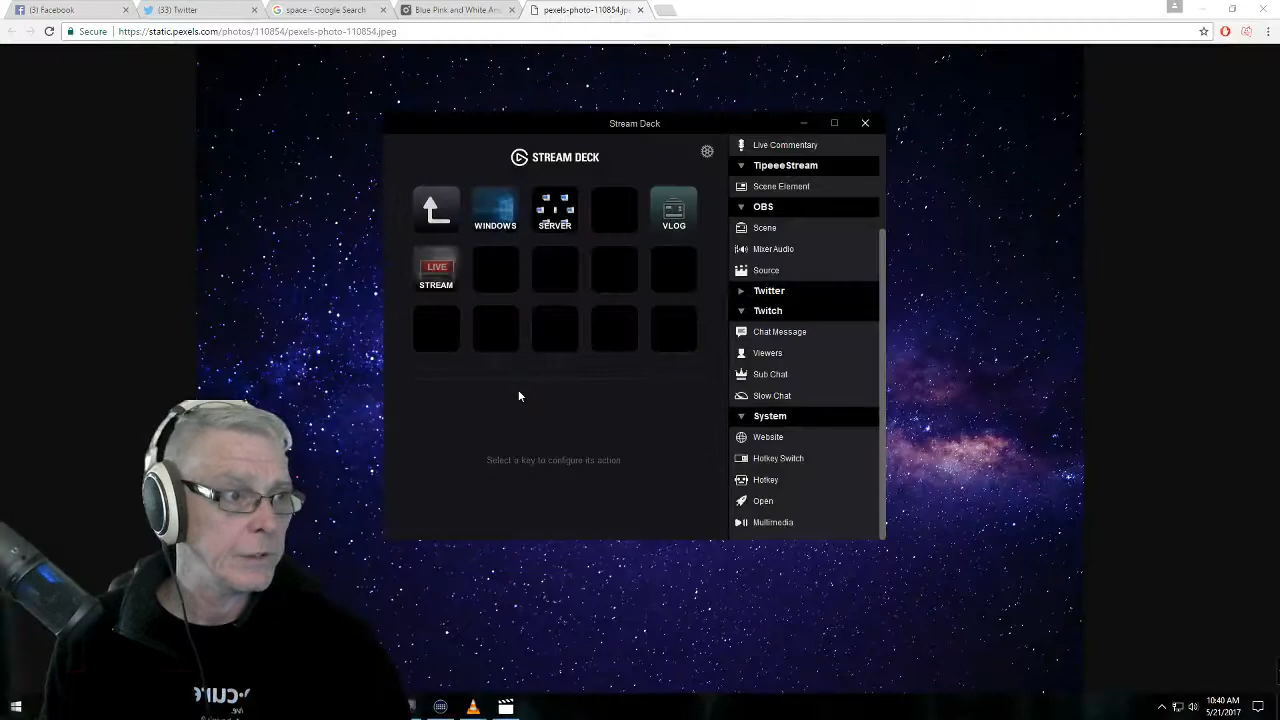 (3) Facebook
(33) Twitter
space - Google Search
Blue Pink and White An
pexels-photo-110854.jpe
Secure
https://static.pexels.com/photos/110854/pexels-photo-110854.jpeg
Stream Deck
STREAM DECK
WINDOWS
SERVER
VLOG
LIVE
STREAM
Select a key to configure its action
Live Commentary
TipeeeStream
Scene Element
OBS
Scene
Mixer Audio
Source
Twitter
Twitch
Chat Message
Viewers
Sub Chat
Slow Chat
System
Website
Hotkey Switch
Hotkey
Open
Multimedia
10:40 AM
5/21/2017